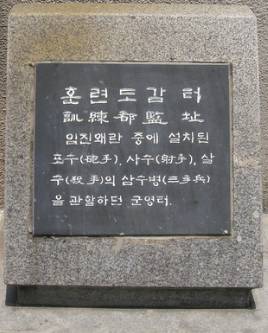 훈련도감터
訓練都監址
임진왜란 중에 설치된
포수(砲手), 사수(射手), 살
수(殺手)의 삼수병(三手兵)
을 관할하던 군영터.